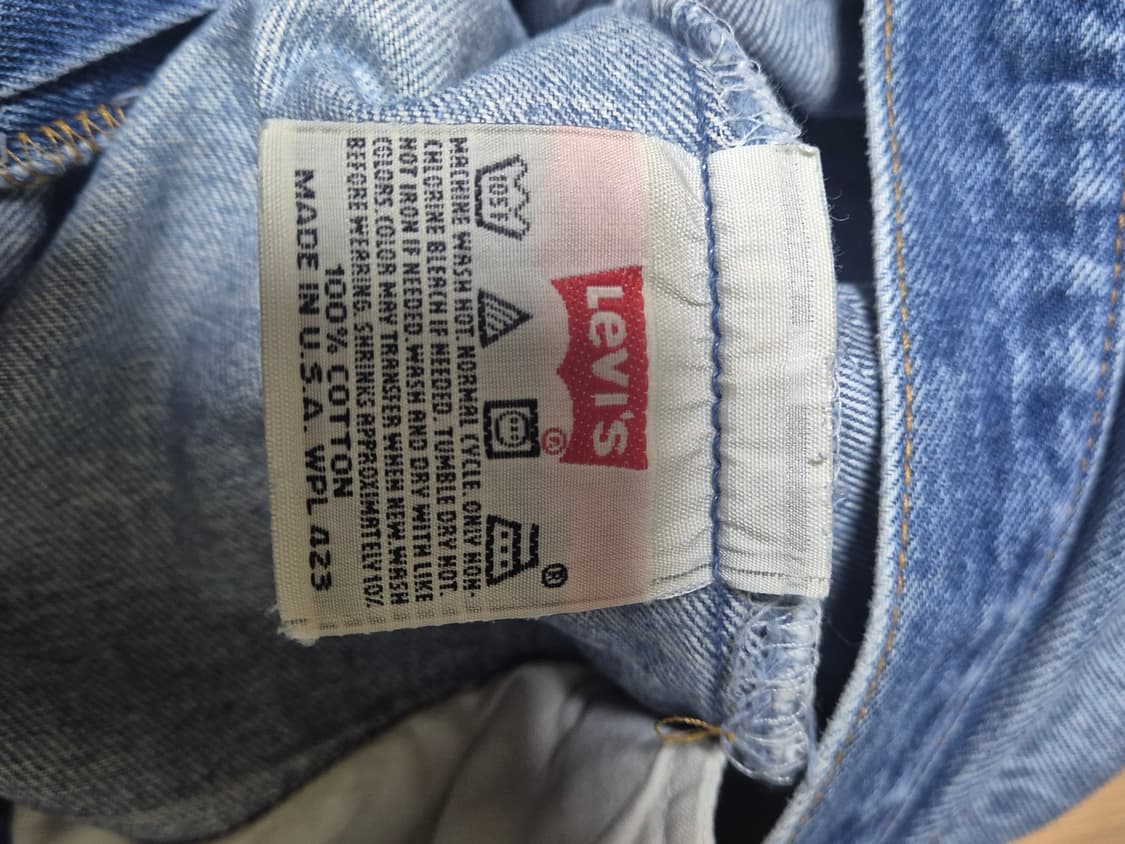 LEVI'S
®
105F
®
MACHINE WASH HOT, NORMAL CYCLE. ONLY NON-
CHLORINE BLEACH IF NEEDED. TUMBLE DRY HOT.
HOT IRON IF NEEDED. WASH AND DRY WITH LIKE
COLORS. COLOR MAY TRANSFER WHEN NEW. WASH
BEFORE WEARING. SHRINKS APPROXIMATELY 10%.
100% COTTON
MADE IN U.S.A. WPL 423